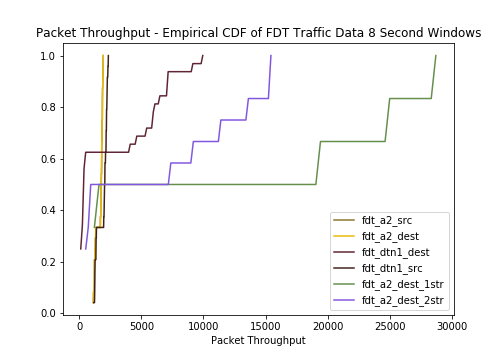 Packet Throughput - Empirical CDF of FDT Traffic Data 8 Second Windows
1.0
0.8
0.6
0.4
0.2
0.0
fdt_a2_src
fdt_a2_dest
fdt_dtn1_dest
fdt_dtn1_src
fdt_a2_dest_1str
fdt_a2_dest_2str
0 5000 10000 15000 20000 25000 30000
Packet Throughput